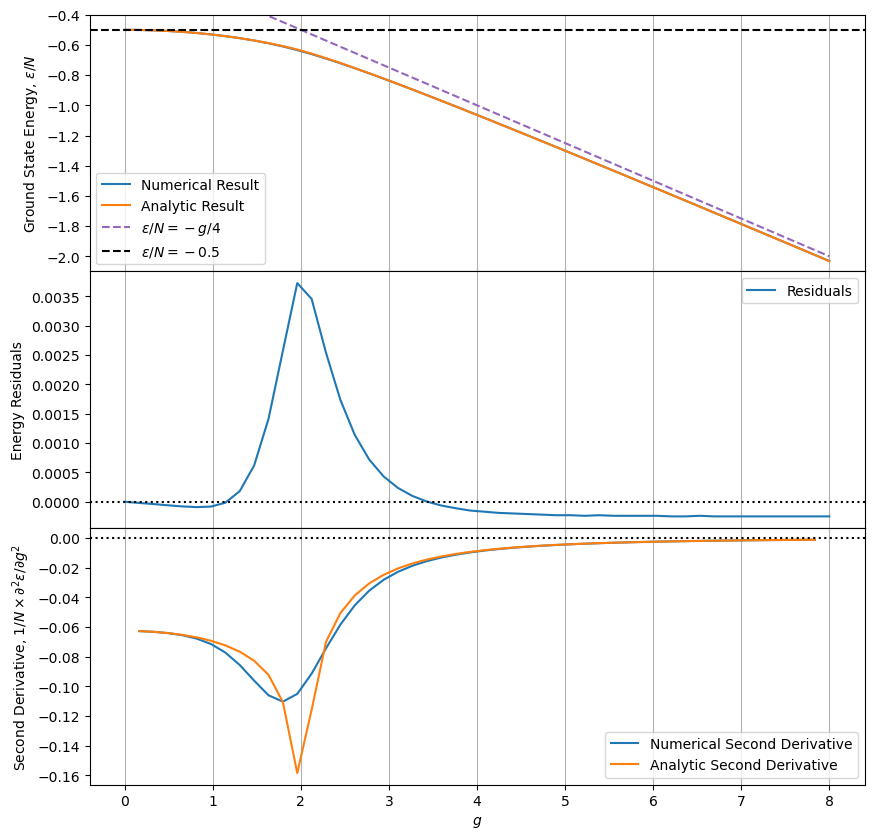 Ground State Energy, ε/N
−0.4
−0.6
−0.8
−1.0
−1.2
−1.4
−1.6
−1.8
−2.0
Numerical Result
Analytic Result
ε/N = −g/4
ε/N = −0.5
Energy Residuals
0.0035
0.0030
0.0025
0.0020
0.0015
0.0010
0.0005
0.0000
Residuals
Second Derivative, 1/N × ∂²ε/∂g²
0.00
−0.02
−0.04
−0.06
−0.08
−0.10
−0.12
−0.14
−0.16
Numerical Second Derivative
Analytic Second Derivative
0 1 2 3 4 5 6 7 8
g